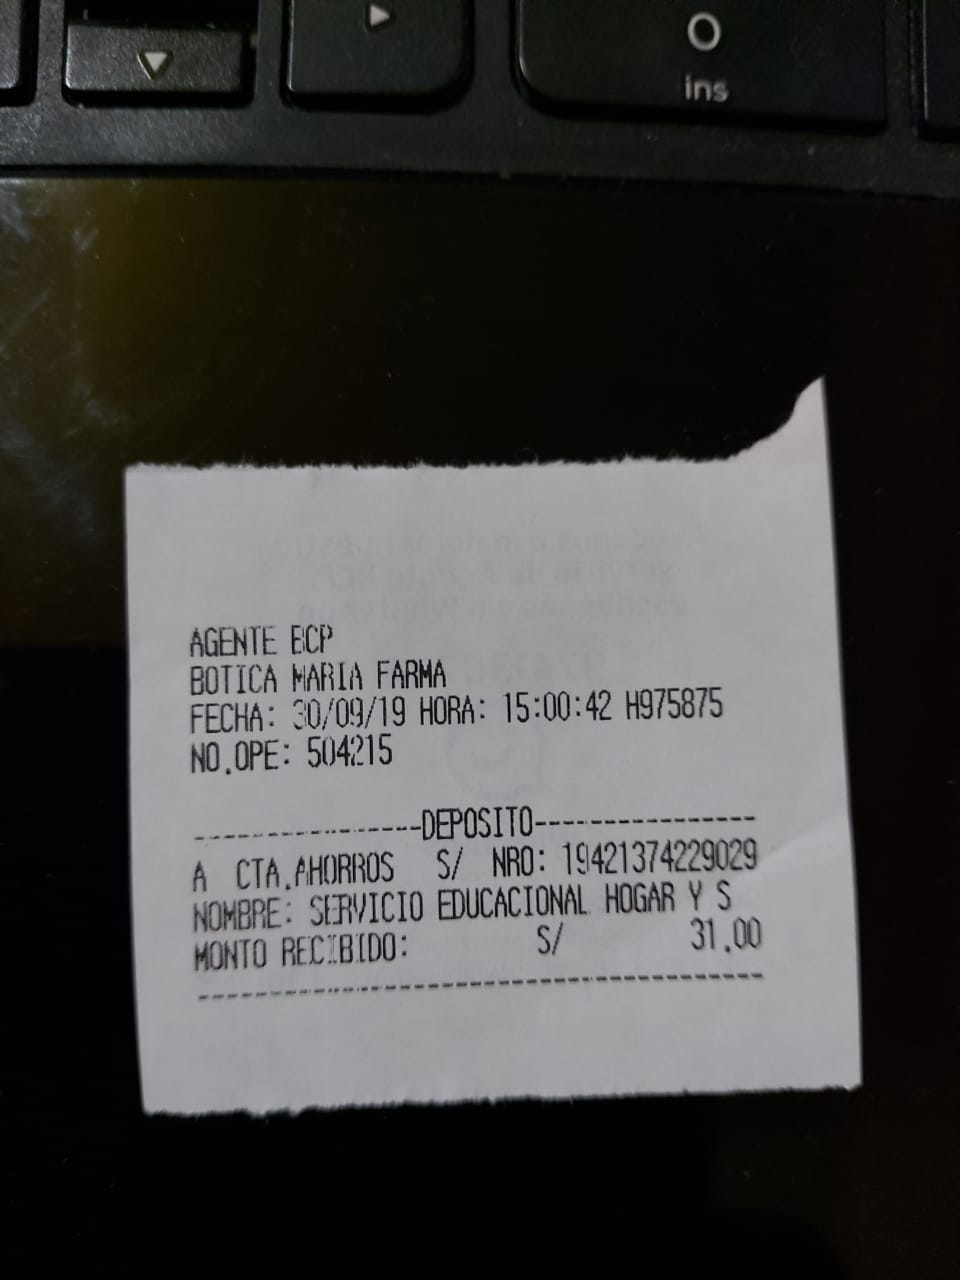 0
ins
AGENTE BCP
BOTICA MARIA FARMA
FECHA: 30/09/19 HORA: 15:00:42 H975875
NO.OPE: 504215
-----------------DEPOSITO----------------
A CTA.AHORROS S/ NRO: 19421374229029
NOMBRE: SERVICIO EDUCACIONAL HOGAR Y S
MONTO RECIBIDO: S/ 31.00